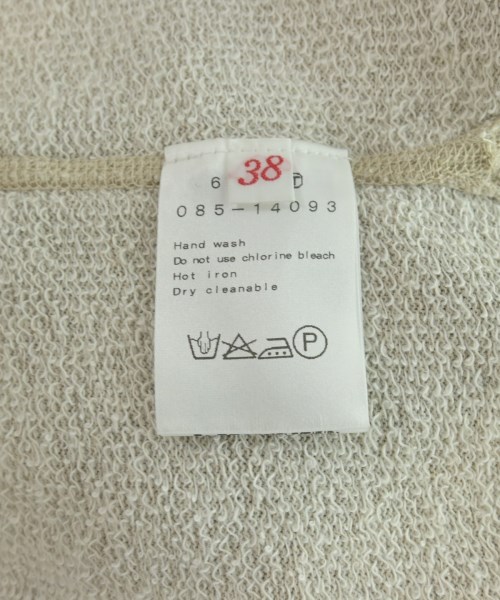 38
6
085-14093
Hand wash
Do not use chlorine bleach
Hot iron
Dry cleanable
P